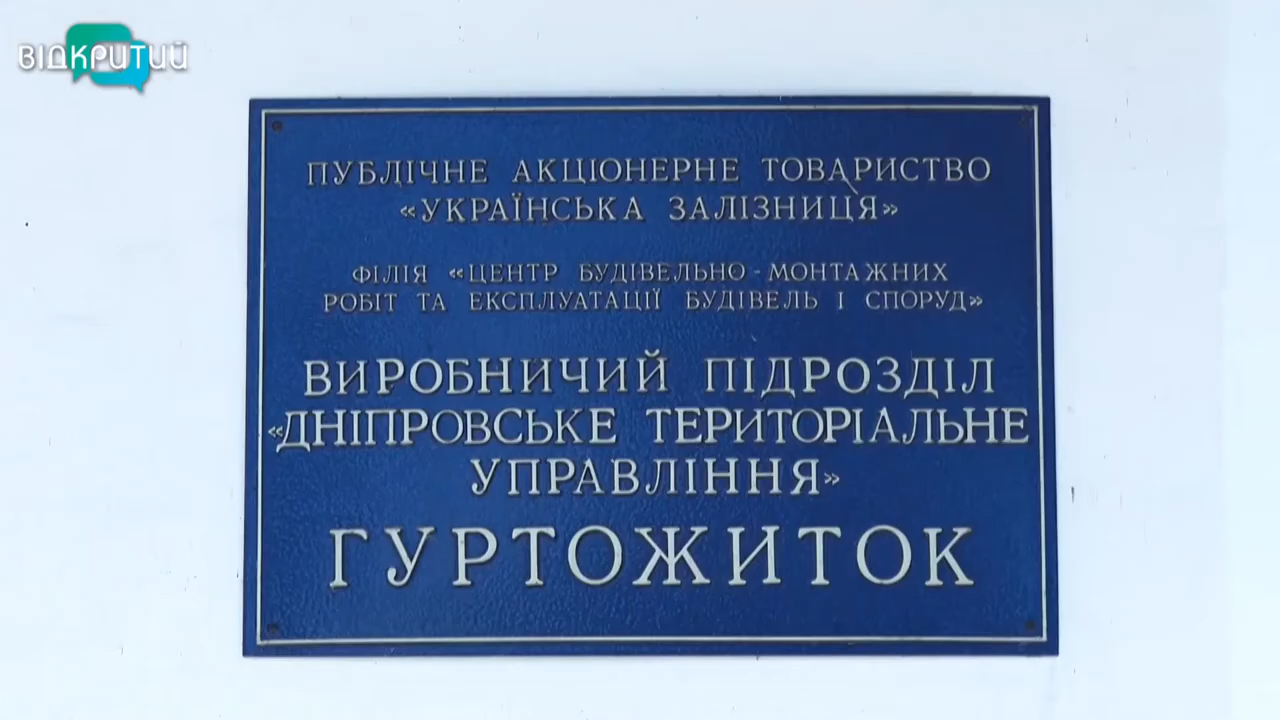 ВІДКРИТИЙ
ПУБЛІЧНЕ АКЦІОНЕРНЕ ТОВАРИСТВО
«УКРАЇНСЬКА ЗАЛІЗНИЦЯ»
ФІЛІЯ «ЦЕНТР БУДІВЕЛЬНО-МОНТАЖНИХ
РОБІТ ТА ЕКСПЛУАТАЦІЇ БУДІВЕЛЬ І СПОРУД»
ВИРОБНИЧИЙ ПІДРОЗДІЛ
«ДНІПРОВСЬКЕ ТЕРИТОРІАЛЬНЕ
УПРАВЛІННЯ»
ГУРТОЖИТОК